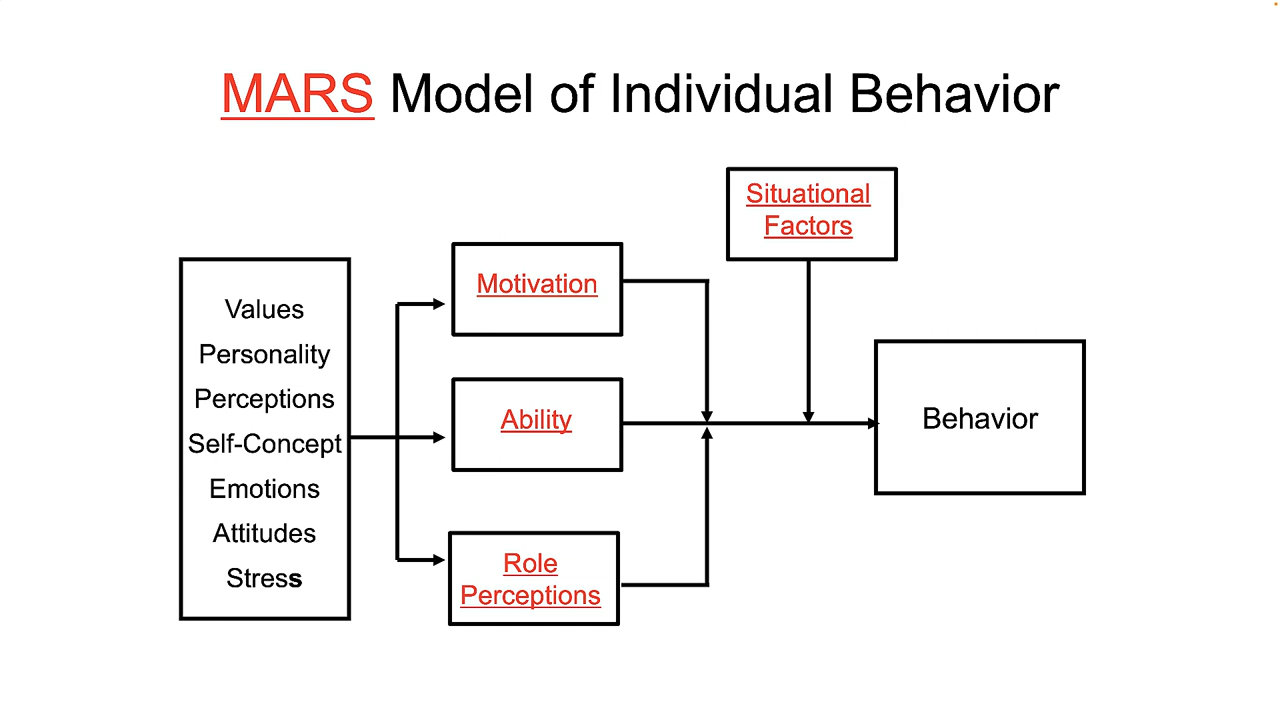 MARS Model of Individual Behavior
Situational
Factors
Motivation
Values
Personality
Perceptions
Self-Concept
Emotions
Attitudes
Stress
Ability
Behavior
Role
Perceptions